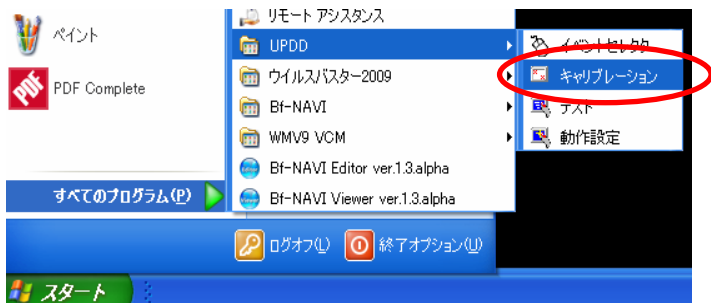 ペイント
PDF
PDF Complete
すべてのプログラム(P)
リモート アシスタンス
UPDD
ウイルスバスター2009
Bf-NAVI
WMV9 VCM
Bf-NAVI Editor ver.1.3.alpha
Bf-NAVI Viewer ver.1.3.alpha
イベントセレクタ
キャリブレーション
テスト
動作設定
ログオフ(L)
終了オプション(U)
スタート